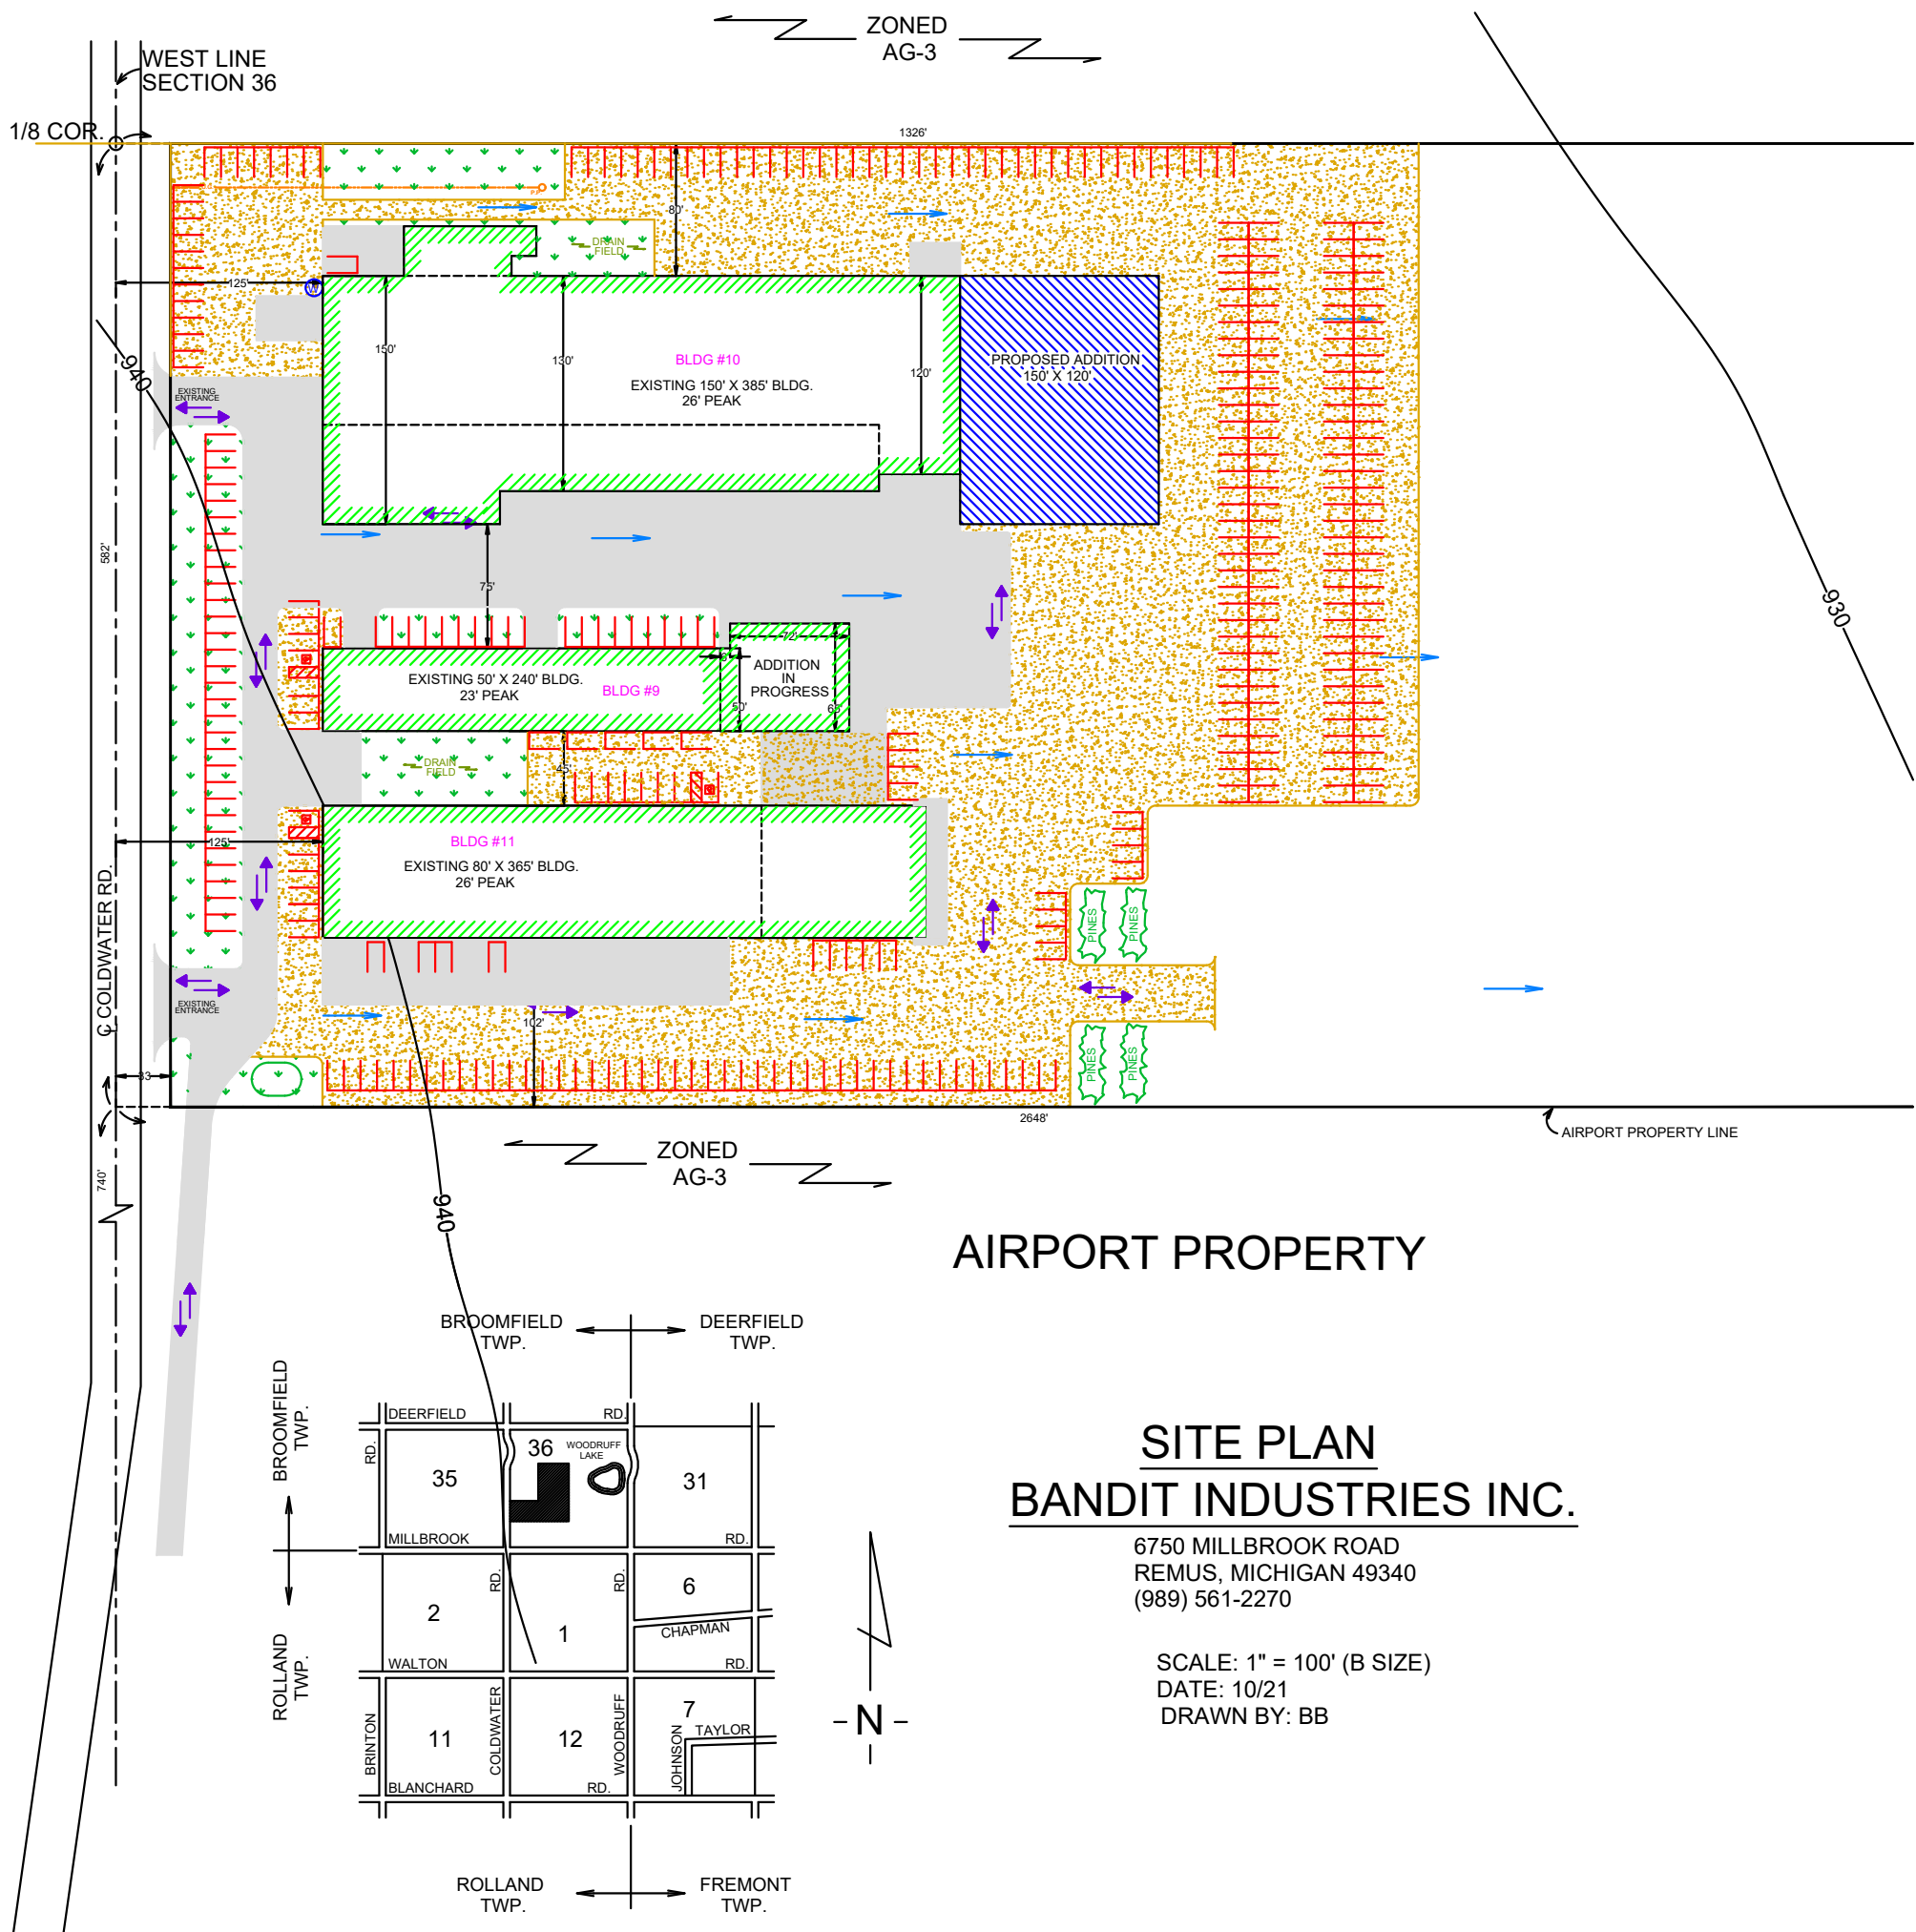 ZONED
AG-3
WEST LINE
SECTION 36
1/8 COR.
1326'
80'
DRAIN
FIELD
125'
W
940
150'
130'
BLDG #10
EXISTING 150' X 385' BLDG.
26' PEAK
120'
PROPOSED ADDITION
150' X 120'
EXISTING
ENTRANCE
582'
75'
930
72'
ADDITION
IN
PROGRESS
EXISTING 50' X 240' BLDG.
23' PEAK
BLDG #9
50'
DRAIN
FIELD
45'
125'
BLDG #11
EXISTING 80' X 365' BLDG.
26' PEAK
℄ COLDWATER RD.
PINES
PINES
EXISTING
ENTRANCE
102'
33'
PINES
PINES
2648'
AIRPORT PROPERTY LINE
740'
ZONED
AG-3
940
AIRPORT PROPERTY
BROOMFIELD
TWP.
DEERFIELD
TWP.
BROOMFIELD
TWP.
DEERFIELD RD.
RD.
35
36
WOODRUFF
LAKE
31
MILLBROOK RD.
RD.
RD.
2
1
6
CHAPMAN
ROLLAND
TWP.
WALTON RD.
BRINTON
11
COLDWATER
12
WOODRUFF
7
JOHNSON
TAYLOR
BLANCHARD RD.
ROLLAND
TWP.
FREMONT
TWP.
N
SITE PLAN
BANDIT INDUSTRIES INC.
6750 MILLBROOK ROAD
REMUS, MICHIGAN 49340
(989) 561-2270
SCALE: 1" = 100' (B SIZE)
DATE: 10/21
DRAWN BY: BB